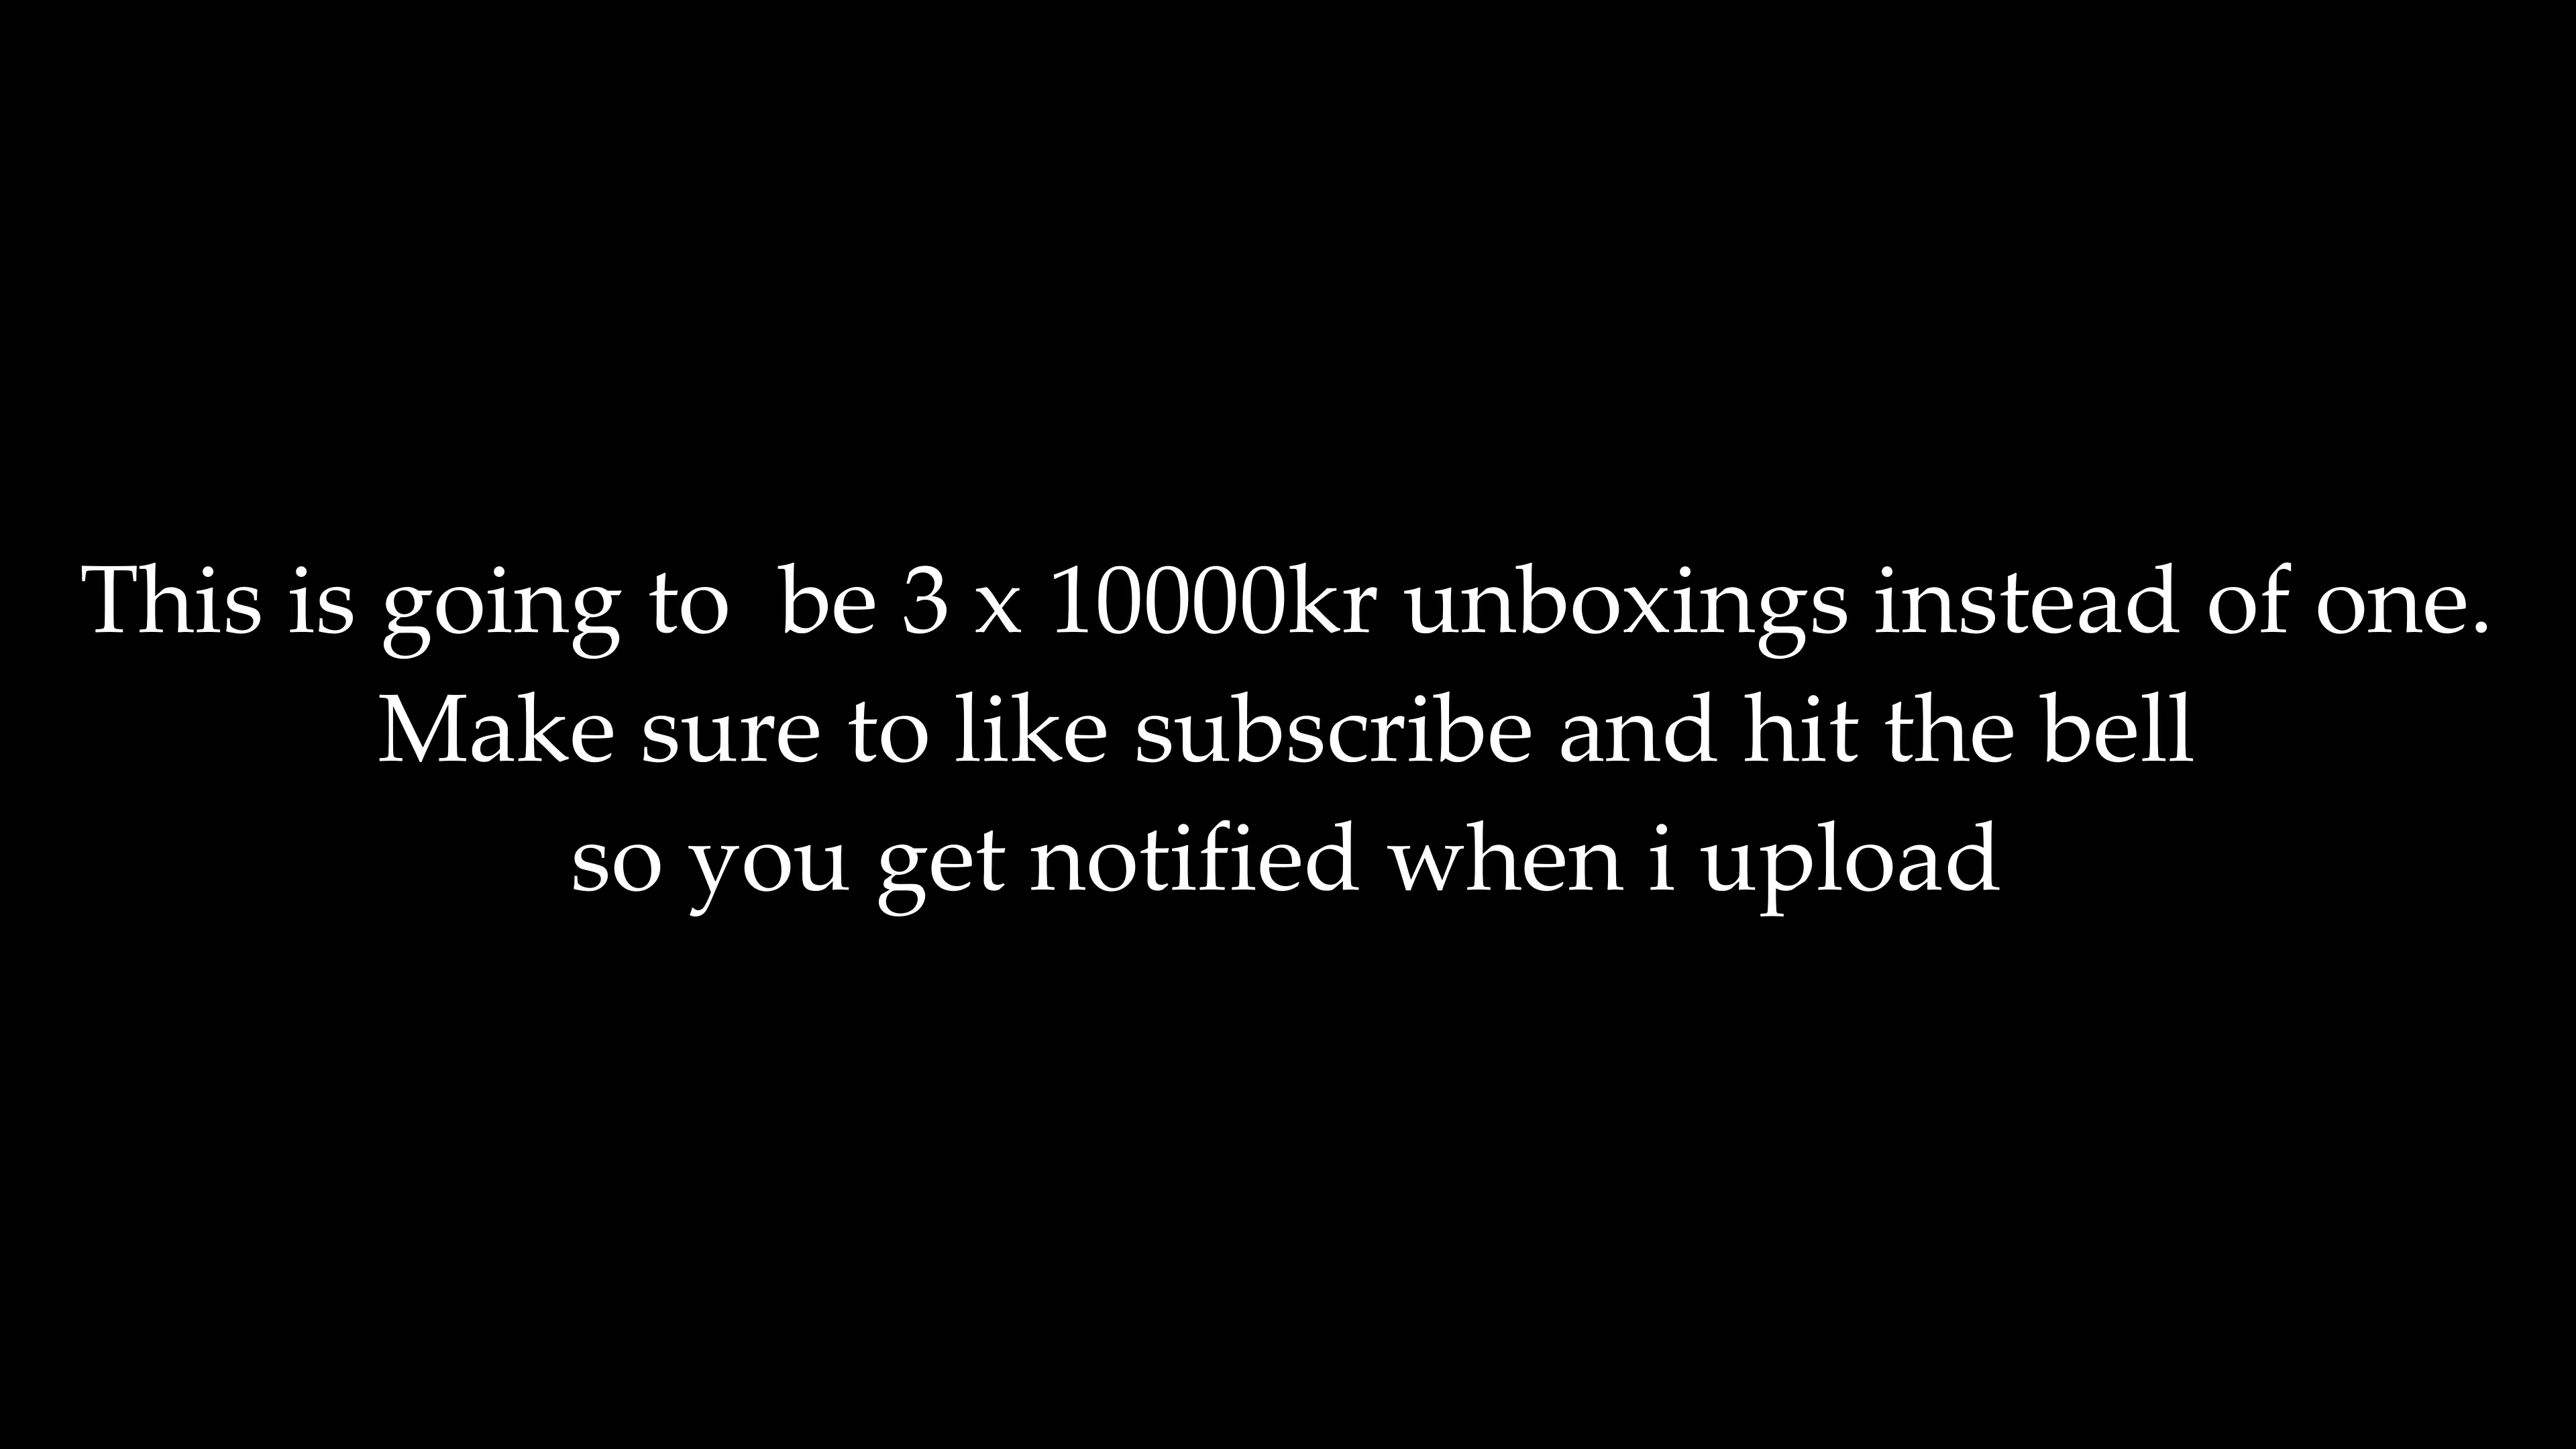 This is going to  be 3 x 10000kr unboxings instead of one.
Make sure to like subscribe and hit the bell
so you get notified when i upload